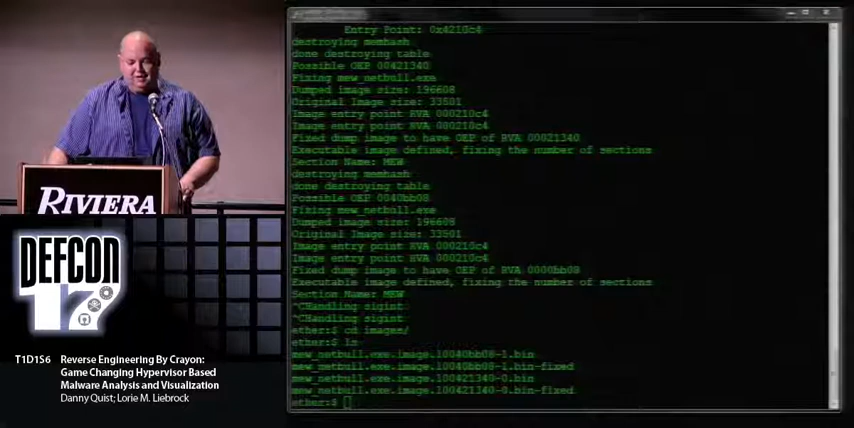 RIVIERA
DEFCON
17
T1D1S6 Reverse Engineering By Crayon:
Game Changing Hypervisor Based
Malware Analysis and Visualization
Danny Quist; Lorie M. Liebrock
Entry Point: 0x4210c4
destroying memhash
done destroying table
Possible OEP 00421340
Fixing mew_netbull.exe
Dumped image size: 196608
Original Image size: 33501
Image entry point RVA 000210c4
Image entry point RVA 000210c4
Fixed dump image to have OEP of RVA 00021340
Executable image defined, fixing the number of sections
Section Name: MEW
destroying memhash
done destroying table
Possible OEP 0040bb08
Fixing mew_netbull.exe
Dumped image size: 196608
Original Image size: 33501
Image entry point RVA 000210c4
Image entry point RVA 000210c4
Fixed dump image to have OEP of RVA 0000bb08
Executable image defined, fixing the number of sections
Section Name: MEW
^CHandling sigint
^CHandling sigint
ether:$ cd images/
ether:$ ls
mew_netbull.exe.image.10040bb08-1.bin
mew_netbull.exe.image.10040bb08-1.bin-fixed
mew_netbull.exe.image.100421340-0.bin
mew_netbull.exe.image.100421340-0.bin-fixed
ether:$